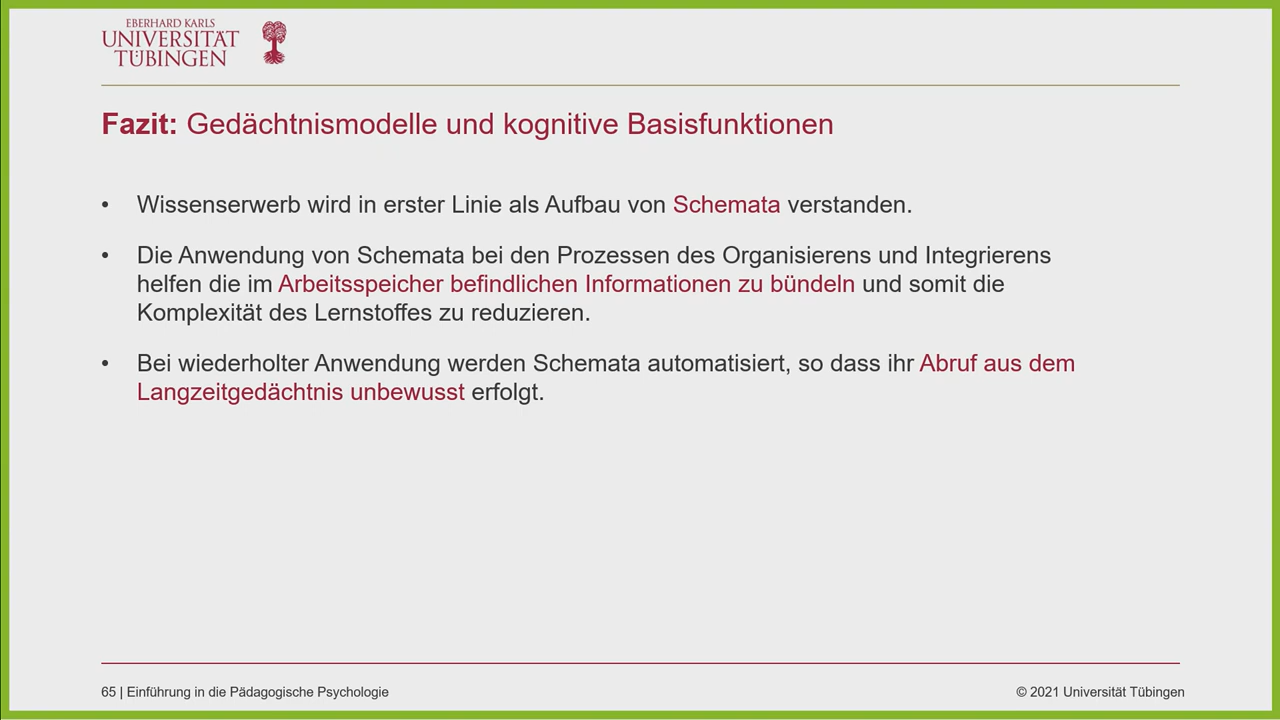 EBERHARD KARLS
UNIVERSITÄT
TÜBINGEN
Fazit: Gedächtnismodelle und kognitive Basisfunktionen
• Wissenserwerb wird in erster Linie als Aufbau von Schemata verstanden.
• Die Anwendung von Schemata bei den Prozessen des Organisierens und Integrierens
helfen die im Arbeitsspeicher befindlichen Informationen zu bündeln und somit die
Komplexität des Lernstoffes zu reduzieren.
• Bei wiederholter Anwendung werden Schemata automatisiert, so dass ihr Abruf aus dem
Langzeitgedächtnis unbewusst erfolgt.
65 | Einführung in die Pädagogische Psychologie
© 2021 Universität Tübingen